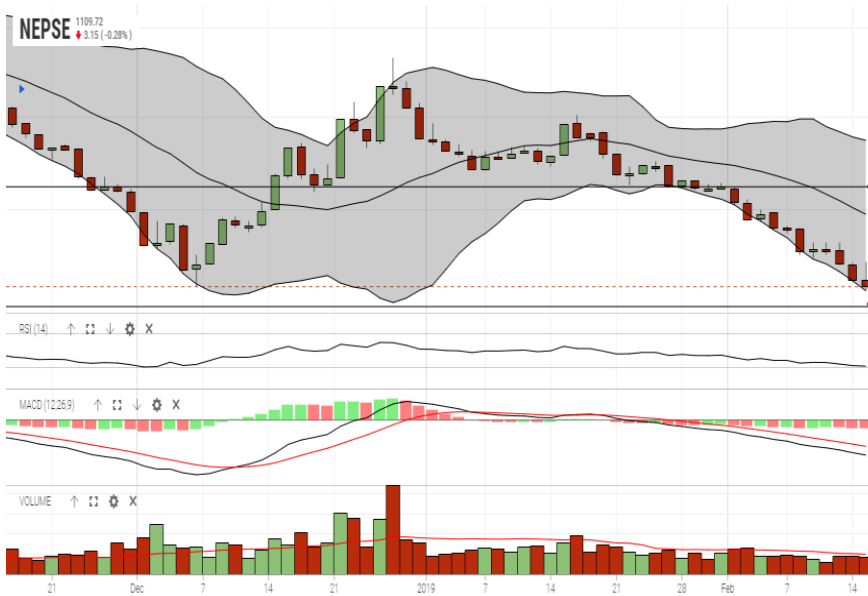 NEPSE 1109.72
3.15 (-0.28%)
RSI (14)
MACD (12,26,9)
VOLUME
21 Dec 7 14 21 2019 7 14 21 28 Feb 7 14